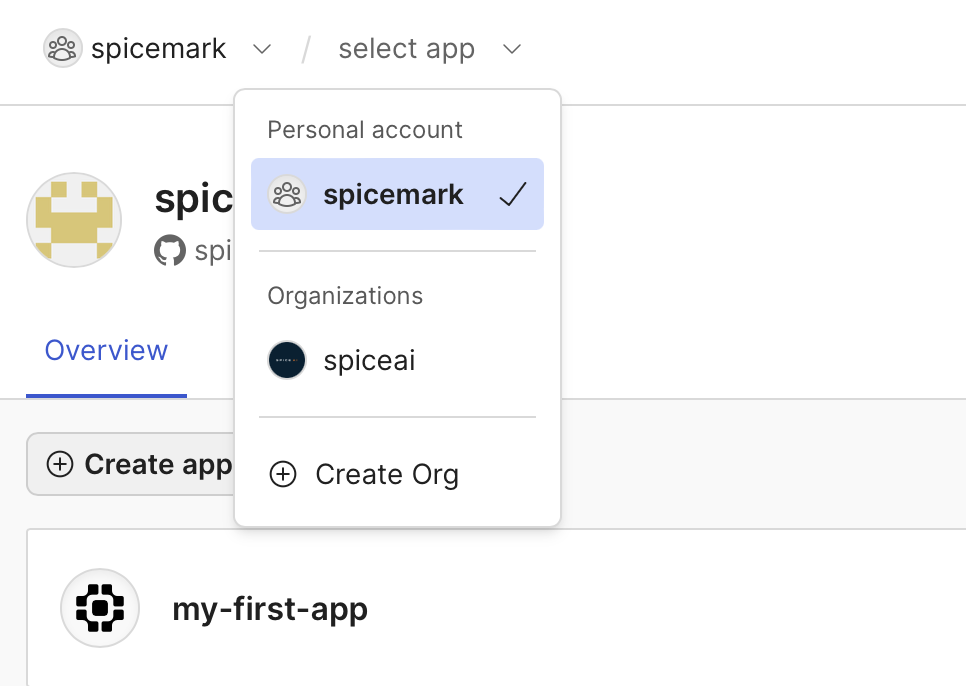 spicemark / select app
Personal account
spicemark
Organizations
spiceai
Create Org
spic
spi
Overview
Create app
my-first-app